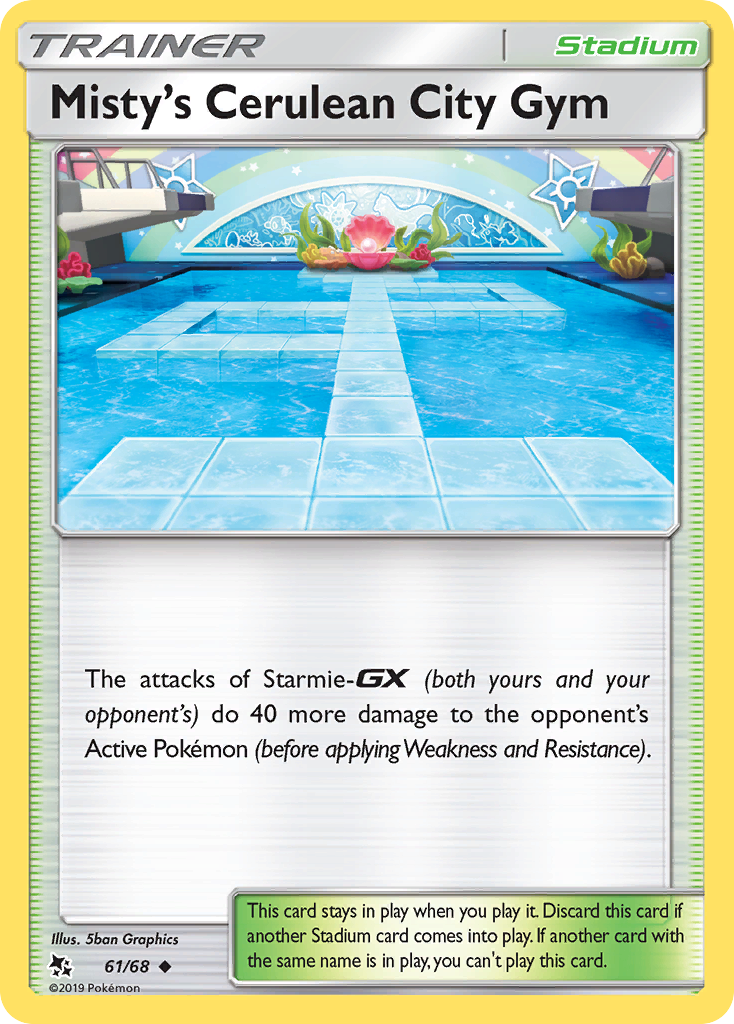 TRAINER
Stadium
Misty's Cerulean City Gym
The attacks of Starmie-GX (both yours and your
opponent's) do 40 more damage to the opponent's
Active Pokémon (before applying Weakness and Resistance).
This card stays in play when you play it. Discard this card if
another Stadium card comes into play. If another card with
the same name is in play, you can't play this card.
Illus. 5ban Graphics
61/68
©2019 Pokémon